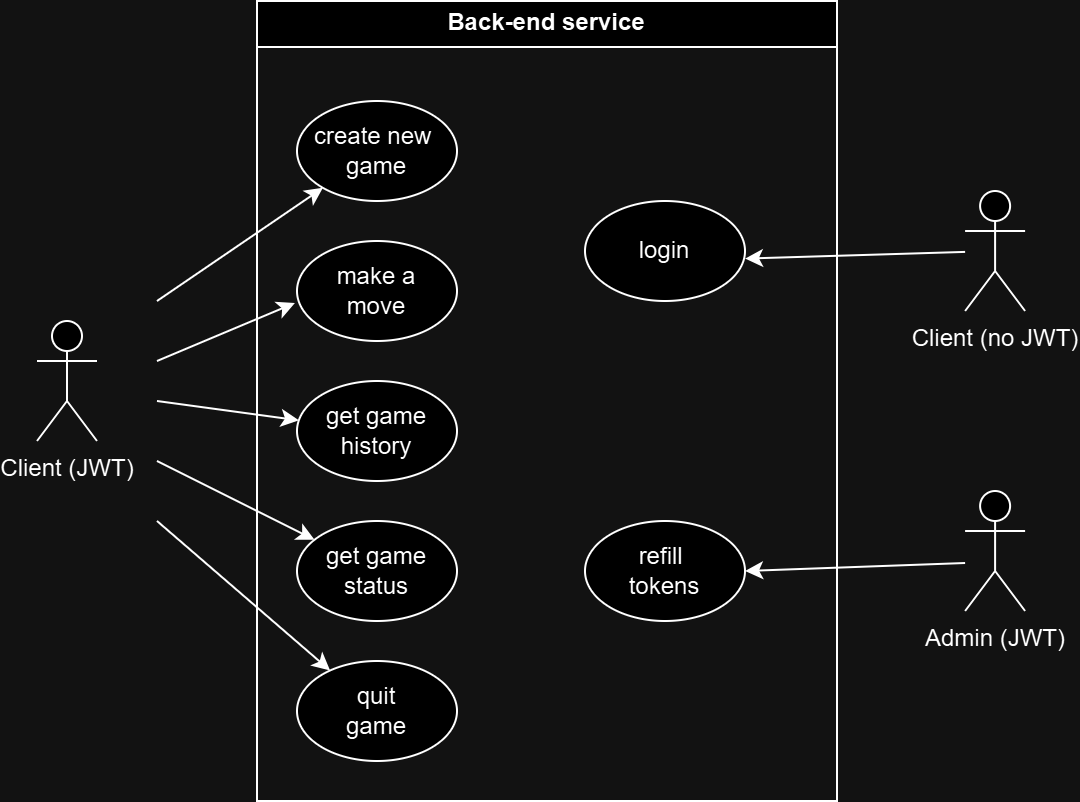 Back-end service
create new
game
make a
move
get game
history
get game
status
quit
game
Client (JWT)
login
Client (no JWT)
refill
tokens
Admin (JWT)